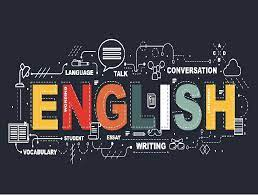 LANGUAGE
TALK
CONVERSATION
ENGLISH
VOCABULARY
STUDENT
ESSAY
WRITING